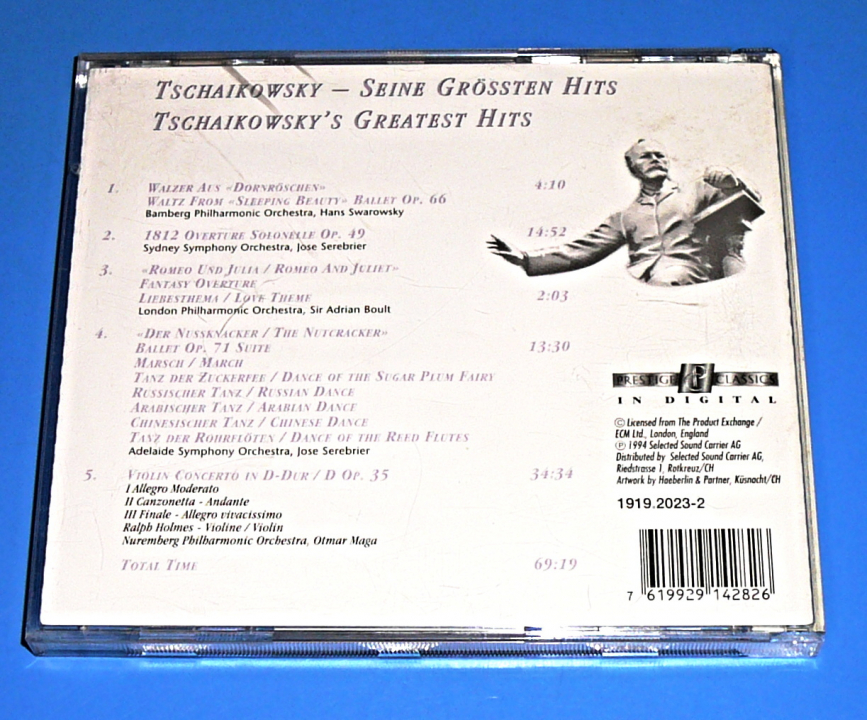 Tschaikowsky – Seine Grössten Hits
Tschaikowsky's Greatest Hits
1. Walzer Aus «Dornröschen» 4:10
Waltz From «Sleeping Beauty» Ballet Op. 66
Bamberg Philharmonic Orchestra, Hans Swarowsky
2. 1812 Overture Solonelle Op. 49 14:52
Sydney Symphony Orchestra, Jose Serebrier
3. «Romeo Und Julia / Romeo And Juliet»
Fantasy Overture
Liebesthema / Love Theme 2:03
London Philharmonic Orchestra, Sir Adrian Boult
4. «Der Nussknacker / The Nutcracker»
Ballet Op. 71 Suite 13:30
Marsch / March
Tanz der Zuckerfee / Dance of the Sugar Plum Fairy
Russischer Tanz / Russian Dance
Arabischer Tanz / Arabian Dance
Chinesischer Tanz / Chinese Dance
Tanz der Rohrflöten / Dance of the Reed Flutes
Adelaide Symphony Orchestra, Jose Serebrier
5. Violin Concerto in D-Dur / D Op. 35 34:34
I Allegro Moderato
II Canzonetta - Andante
III Finale - Allegro vivacissimo
Ralph Holmes - Violine / Violin
Nuremberg Philharmonic Orchestra, Otmar Maga
Total Time 69:19
PRESTIGE CLASSICS
IN DIGITAL
© Licensed from The Product Exchange /
ECM Ltd., London, England
℗ 1994 Selected Sound Carrier AG
Distributed by Selected Sound Carrier AG,
Riedstrasse 1, Rotkreuz/CH
Artwork by Haeberlin & Partner, Küsnacht/CH
1919.2023-2
7 619929 142826